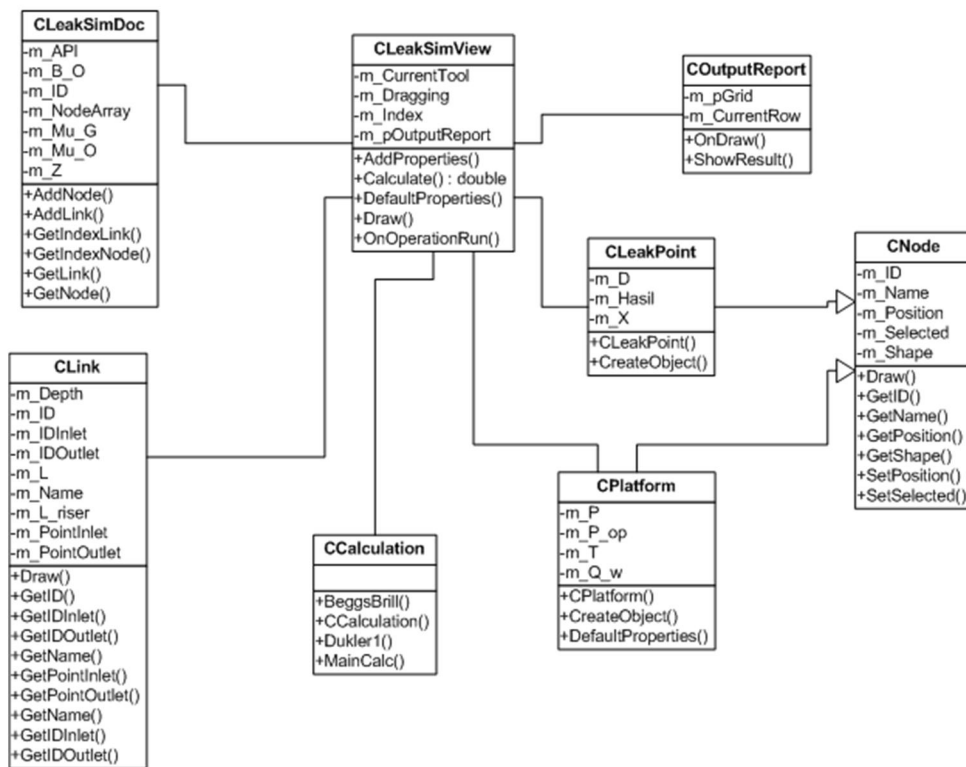 CLeakSimDoc
-m_API
-m_B_O
-m_ID
-m_NodeArray
-m_Mu_G
-m_Mu_O
-m_Z
+AddNode()
+AddLink()
+GetIndexLink()
+GetIndexNode()
+GetLink()
+GetNode()
CLeakSimView
-m_CurrentTool
-m_Dragging
-m_Index
-m_pOutputReport
+AddProperties()
+Calculate() : double
+DefaultProperties()
+Draw()
+OnOperationRun()
COutputReport
-m_pGrid
-m_CurrentRow
+OnDraw()
+ShowResult()
CLeakPoint
-m_D
-m_Hasil
-m_X
+CLeakPoint()
+CreateObject()
CNode
-m_ID
-m_Name
-m_Position
-m_Selected
-m_Shape
+Draw()
+GetID()
+GetName()
+GetPosition()
+GetShape()
+SetPosition()
+SetSelected()
CLink
-m_Depth
-m_ID
-m_IDInlet
-m_IDOutlet
-m_L
-m_Name
-m_L_riser
-m_PointInlet
-m_PointOutlet
+Draw()
+GetID()
+GetIDInlet()
+GetIDOutlet()
+GetName()
+GetPointInlet()
+GetPointOutlet()
+GetName()
+GetIDInlet()
+GetIDOutlet()
CCalculation
+BeggsBrill()
+CCalculation()
+Dukler1()
+MainCalc()
CPlatform
-m_P
-m_P_op
-m_T
-m_Q_w
+CPlatform()
+CreateObject()
+DefaultProperties()